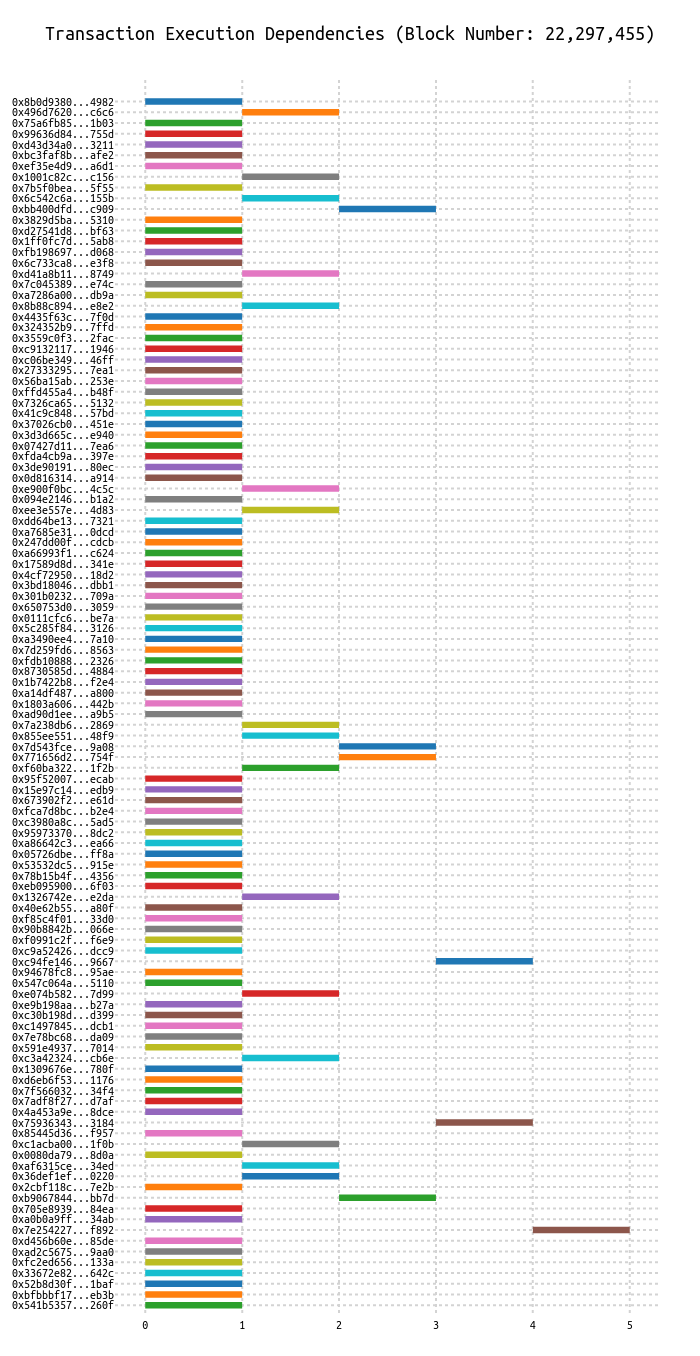 Transaction Execution Dependencies (Block Number: 22,297,455)
0x8b0d9380...4982
0x496d7620...c6c6
0x75a6fb85...1b03
0x99636d84...755d
0xd43d34a0...3211
0xbc3faf8b...afe2
0xef35e4d9...a6d1
0x1001c82c...c156
0x7b5f0bea...5f55
0x6c542c6a...155b
0xbb400dfd...c909
0x3829d5ba...5310
0xd27541d8...bf63
0x1ff0fc7d...5ab8
0xfb198697...d068
0x6c733ca8...e3f8
0xd41a8b11...8749
0x7c045389...e74c
0xa7286a00...db9a
0x8b88c894...e8e2
0x4435f63c...7f0d
0x324352b9...7ffd
0x3559c0f3...2fac
0xc9132117...1946
0xc06be349...46ff
0x27333295...7ea1
0x56ba15ab...253e
0xffd455a4...b48f
0x7326ca65...5132
0x41c9c848...57bd
0x37026cb0...451e
0x3d3d665c...e940
0x07427d11...7ea6
0xfda4cb9a...397e
0x3de90191...80ec
0x0d816314...a914
0xe900f0bc...4c5c
0x094e2146...b1a2
0xee3e557e...4d83
0xdd64be13...7321
0xa7685e31...0dcd
0x247dd00f...cdcb
0xa66993f1...c624
0x17589d8d...341e
0x4cf72950...18d2
0x3bd18046...dbb1
0x301b0232...709a
0x650753d0...3059
0x0111cfc6...be7a
0x5c285f84...3126
0xa3490ee4...7a10
0x7d259fd6...8563
0xfdb10888...2326
0x8730585d...4884
0x1b7422b8...f2e4
0xa14df487...a800
0x1803a606...442b
0xad90d1ee...a9b5
0x7a238db6...2869
0x855ee551...48f9
0x7d543fce...9a08
0x771656d2...754f
0xf60ba322...1f2b
0x95f52007...ecab
0x15e97c14...edb9
0x673902f2...e61d
0xfca7d8bc...b2e4
0xc3980a8c...5ad5
0x95973370...8dc2
0xa86642c3...ea66
0x05726dbe...ff8a
0x53532dc5...915e
0x78b15b4f...4356
0xeb095900...6f03
0x1326742e...e2da
0x40e62b55...a80f
0xf85c4f01...33d0
0x90b8842b...066e
0xf0991c2f...f6e9
0xc9a52426...dcc9
0xc94fe146...9667
0x94678fc8...95ae
0x547c064a...5110
0xe074b582...7d99
0xe9b198aa...b27a
0xc30b198d...d399
0xc1497845...dcb1
0x7e78bc68...da09
0x591e4937...7014
0xc3a42324...cb6e
0x1309676e...780f
0xd6eb6f53...1176
0x7f566032...34f4
0x7adf8f27...d7af
0x4a453a9e...8dce
0x75936343...3184
0x85445d36...f957
0xc1acba00...1f0b
0x0080da79...8d0a
0xaf6315ce...34ed
0x36def1ef...0220
0x2cbf118c...7e2b
0xb9067844...bb7d
0x705e8939...84ea
0xa0b0a9ff...34ab
0x7e254227...f892
0xd456b60e...85de
0xad2c5675...9aa0
0xfc2ed656...133a
0x33672e82...642c
0x52b8d30f...1baf
0xbfbbbf17...eb3b
0x541b5357...260f
0 1 2 3 4 5